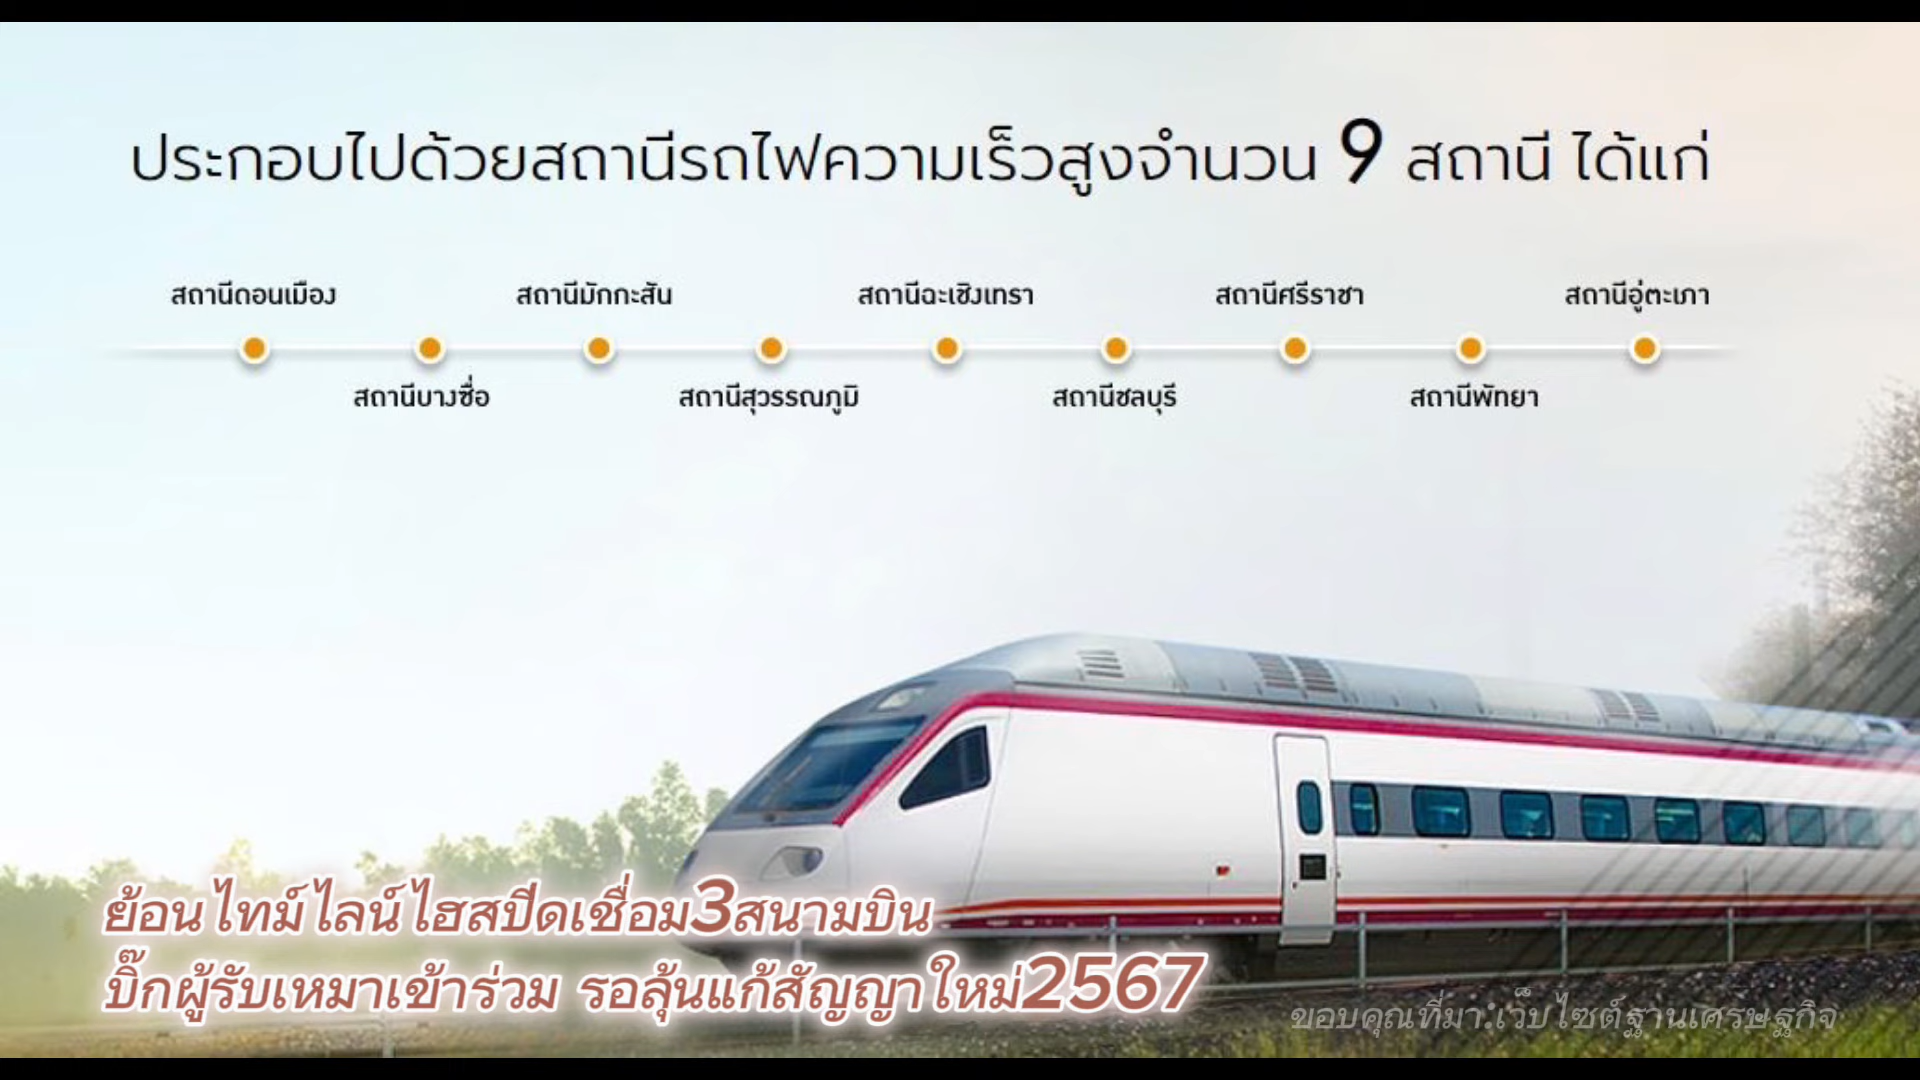 ประกอบไปด้วยสถานีรถไฟความเร็วสูงจำนวน 9 สถานี ได้แก่
สถานีดอนเมือง สถานีมักกะสัน สถานีฉะเชิงเทรา สถานีศรีราชา สถานีอู่ตะเภา
สถานีบางซื่อ สถานีสุวรรณภูมิ สถานีชลบุรี สถานีพัทยา
ย้อนไทม์ไลน์ไฮสปีดเชื่อม3สนามบิน
บิ๊กผู้รับเหมาเข้าร่วม รอลุ้นแก้สัญญาใหม่2567
ขอบคุณที่มา:เว็ปไซต์ฐานเศรษฐกิจ